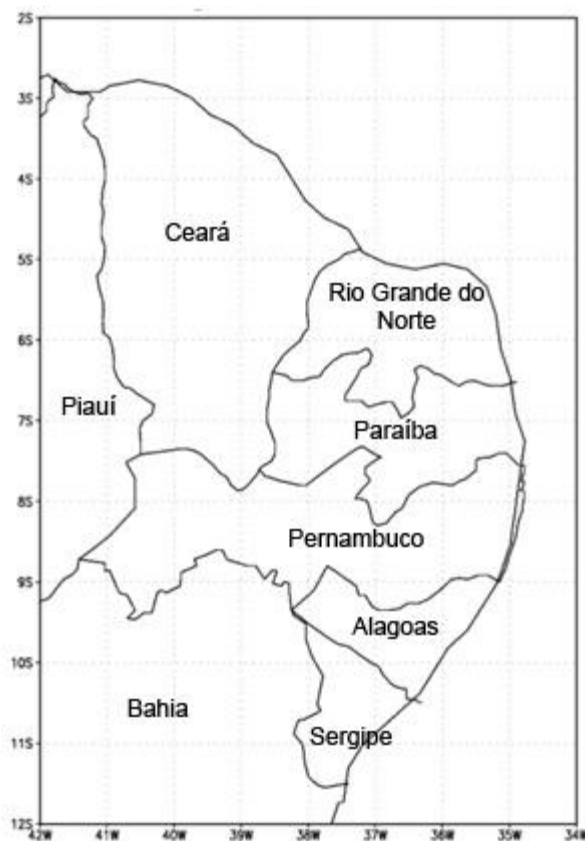 2S
3S
4S
5S
6S
7S
8S
9S
10S
11S
12S
Ceará
Rio Grande do
Norte
Piauí
Paraíba
Pernambuco
Alagoas
Bahia
Sergipe
42W 41W 40W 39W 38W 37W 36W 35W 34W